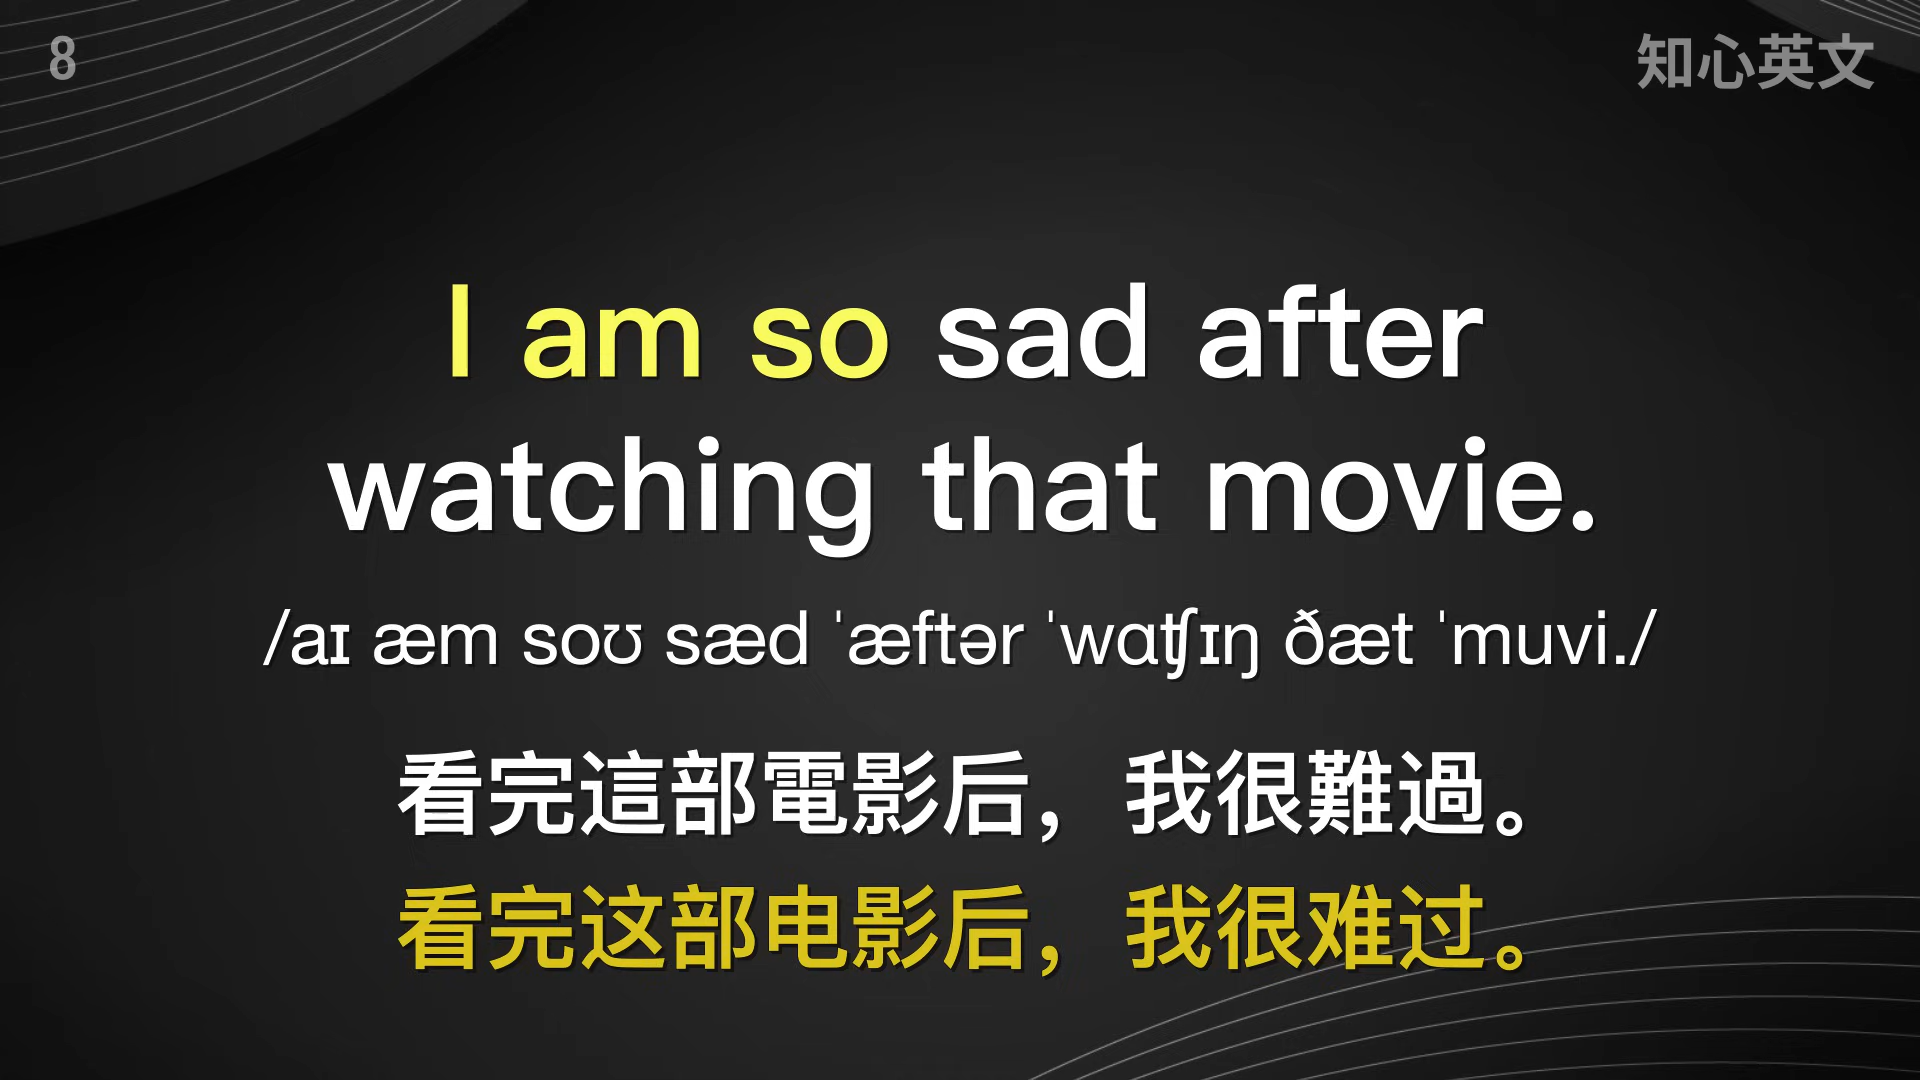 8
知心英文
I am so sad after
watching that movie.
/aɪ æm soʊ sæd ˈæftər ˈwɑʧɪŋ ðæt ˈmuvi./
看完這部電影后，我很難過。
看完这部电影后，我很难过。